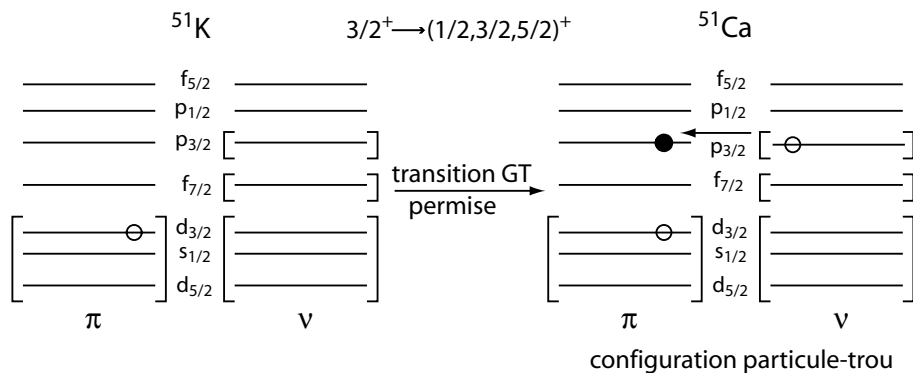 ⁵¹K 3/2⁺ ⟶ (1/2,3/2,5/2)⁺ ⁵¹Ca
f₅/₂ f₅/₂
p₁/₂ p₁/₂
p₃/₂ p₃/₂
f₇/₂ transition GT f₇/₂
permise
d₃/₂ d₃/₂
s₁/₂ s₁/₂
d₅/₂ d₅/₂
π ν π ν
configuration particule-trou